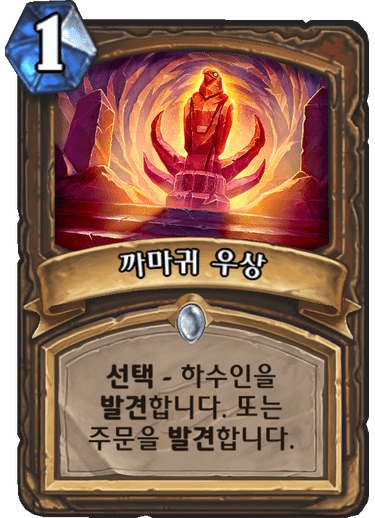 1
까마귀 우상
선택 - 하수인을
발견합니다. 또는
주문을 발견합니다.